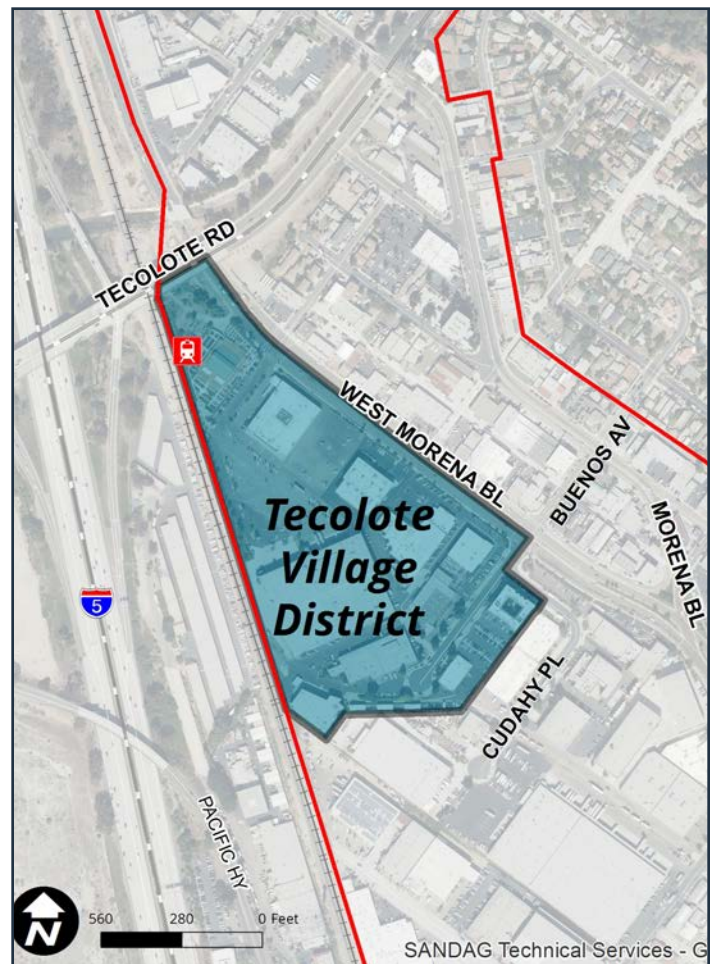 TECOLOTE RD
WEST MORENA BL
BUENOS AV
MORENA BL
Tecolote
Village
District
5
CUDAHY PL
PACIFIC HY
N
560 280 0 Feet
SANDAG Technical Services - G